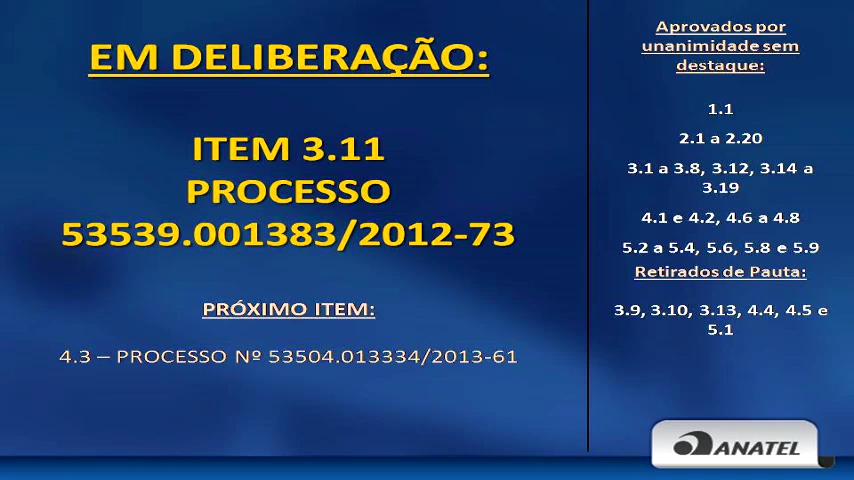 EM DELIBERAÇÃO:
ITEM 3.11
PROCESSO
53539.001383/2012-73
PRÓXIMO ITEM:
4.3 – PROCESSO Nº 53504.013334/2013-61
Aprovados por
unanimidade sem
destaque:
1.1
2.1 a 2.20
3.1 a 3.8, 3.12, 3.14 a
3.19
4.1 e 4.2, 4.6 a 4.8
5.2 a 5.4, 5.6, 5.8 e 5.9
Retirados de Pauta:
3.9, 3.10, 3.13, 4.4, 4.5 e
5.1
ANATEL